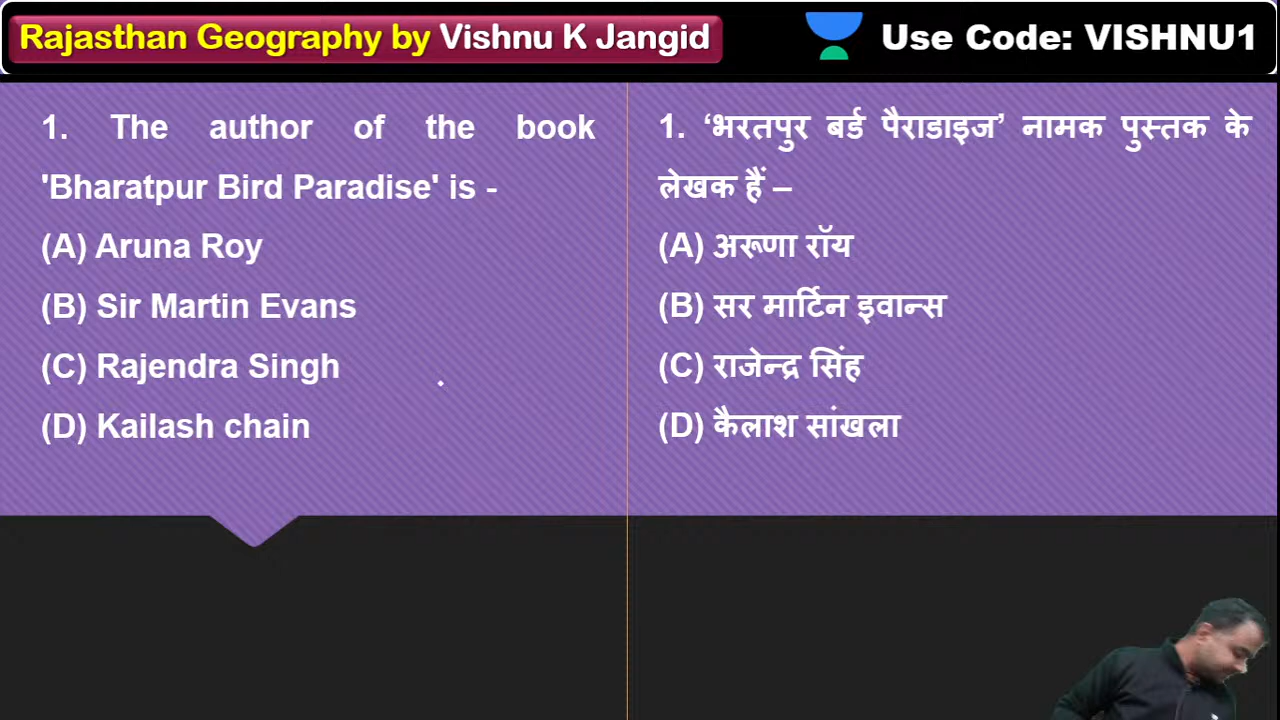 Rajasthan Geography by Vishnu K Jangid
Use Code: VISHNU1
1. The author of the book
'Bharatpur Bird Paradise' is -
(A) Aruna Roy
(B) Sir Martin Evans
(C) Rajendra Singh
(D) Kailash chain
1. ‘भरतपुर बर्ड पैराडाइज’ नामक पुस्तक के
लेखक हैं –
(A) अरूणा रॉय
(B) सर मार्टिन इवान्स
(C) राजेन्द्र सिंह
(D) कैलाश सांखला